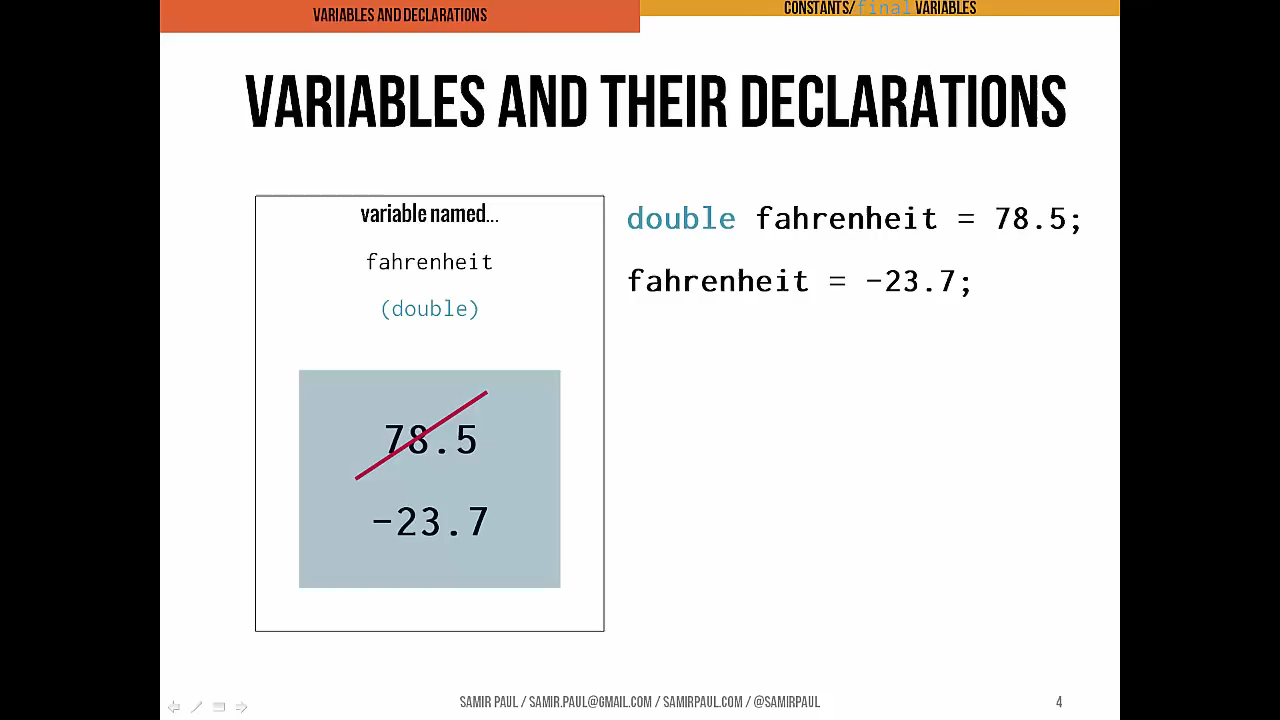 VARIABLES AND DECLARATIONS
CONSTANTS/final VARIABLES
VARIABLES AND THEIR DECLARATIONS
variable named...
fahrenheit
(double)
78.5
-23.7
double fahrenheit = 78.5;
fahrenheit = -23.7;
SAMIR PAUL / SAMIR.PAUL@GMAIL.COM / SAMIRPAUL.COM / @SAMIRPAUL
4